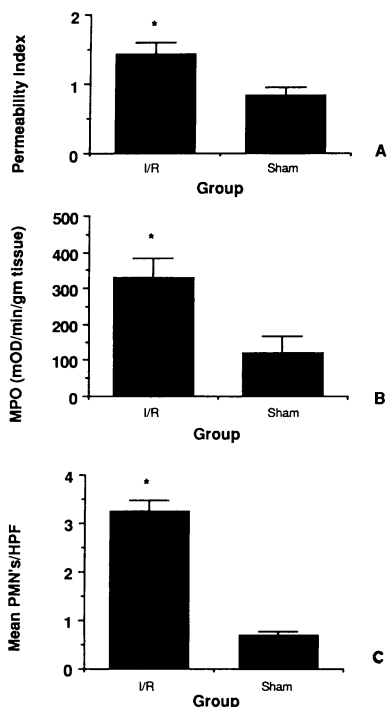 2
*
Permeability Index
1
0
I/R Sham
A
Group
500
*
400
MPO (mOD/min/gm tissue)
300
200
100
0
B
I/R Sham
Group
4
*
Mean PMN's/HPF
3
2
1
0
C
I/R Sham
Group